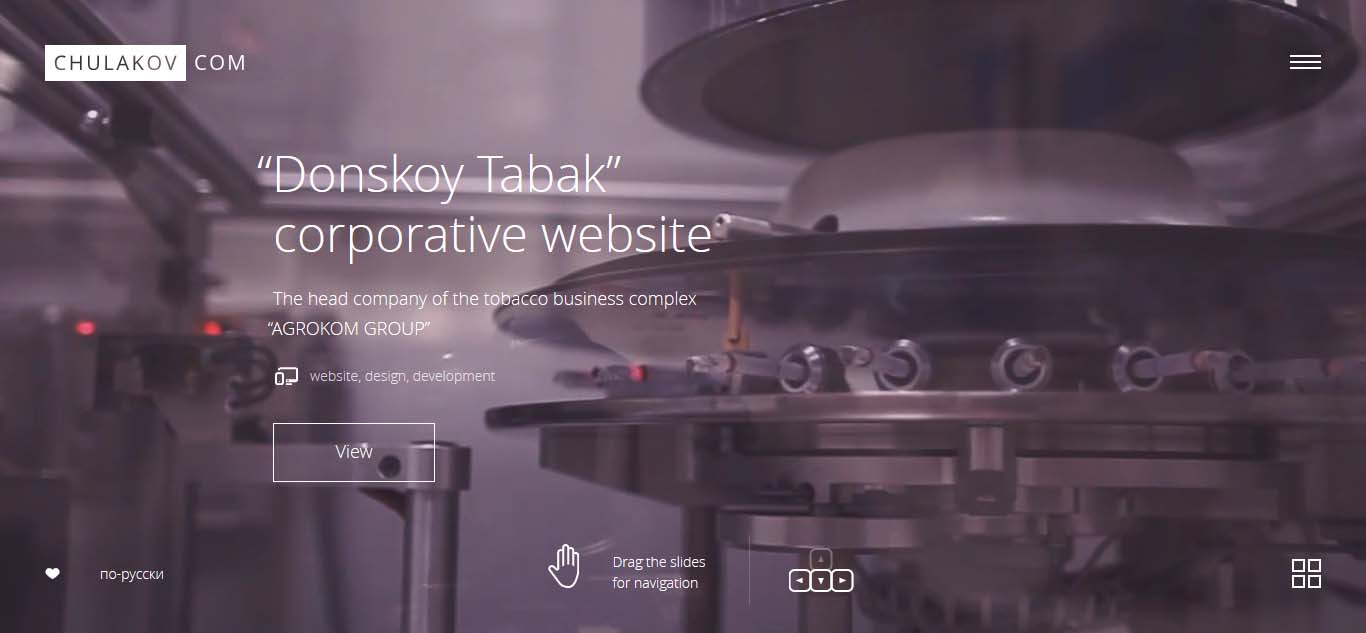 CHULAKOV COM
“Donskoy Tabak”
corporative website
The head company of the tobacco business complex
“AGROKOM GROUP”
website, design, development
View
по-русски
Drag the slides
for navigation